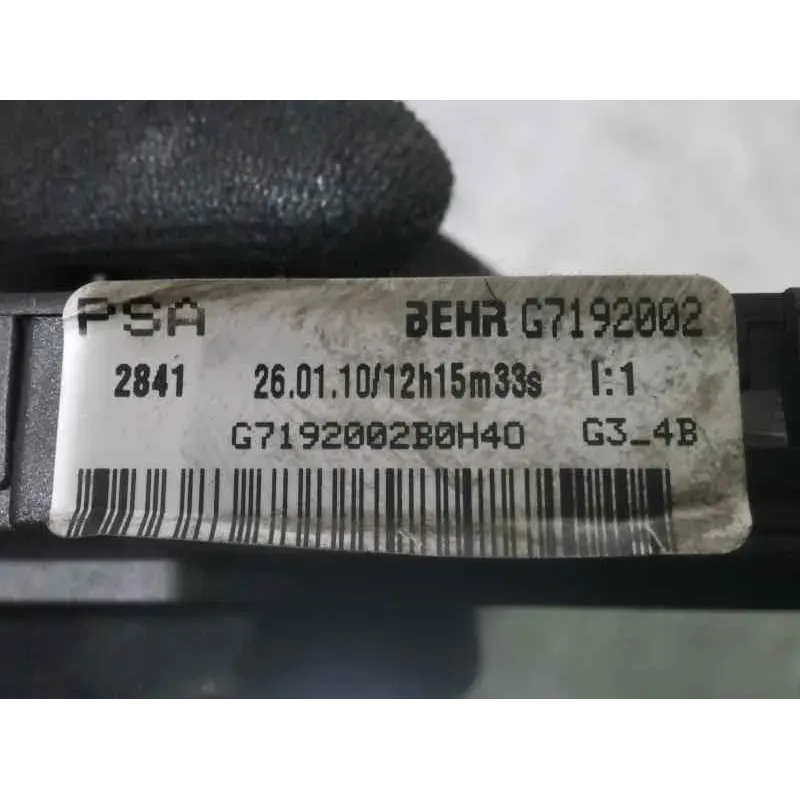 PSA BEHR G7192002
2841 26.01.10/12h15m33s I:1
G7192002B0H40 G3_4B